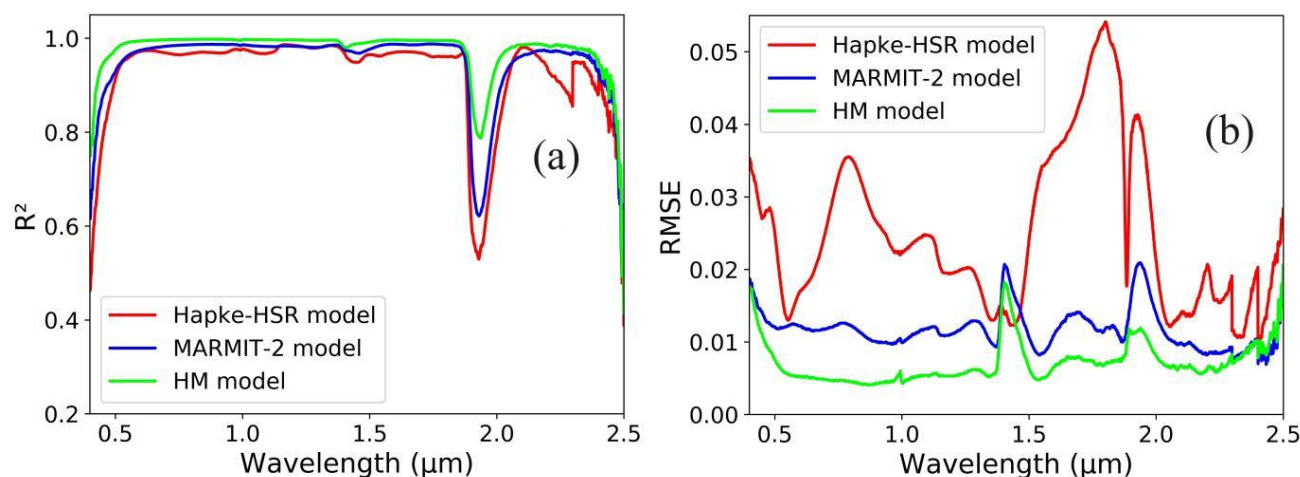 1.0
0.8
0.6
0.4
0.2
R²
(a)
Hapke-HSR model
MARMIT-2 model
HM model
0.5 1.0 1.5 2.0 2.5
Wavelength (μm)
0.05
0.04
0.03
0.02
0.01
0.00
RMSE
Hapke-HSR model
MARMIT-2 model
HM model
(b)
0.5 1.0 1.5 2.0 2.5
Wavelength (μm)